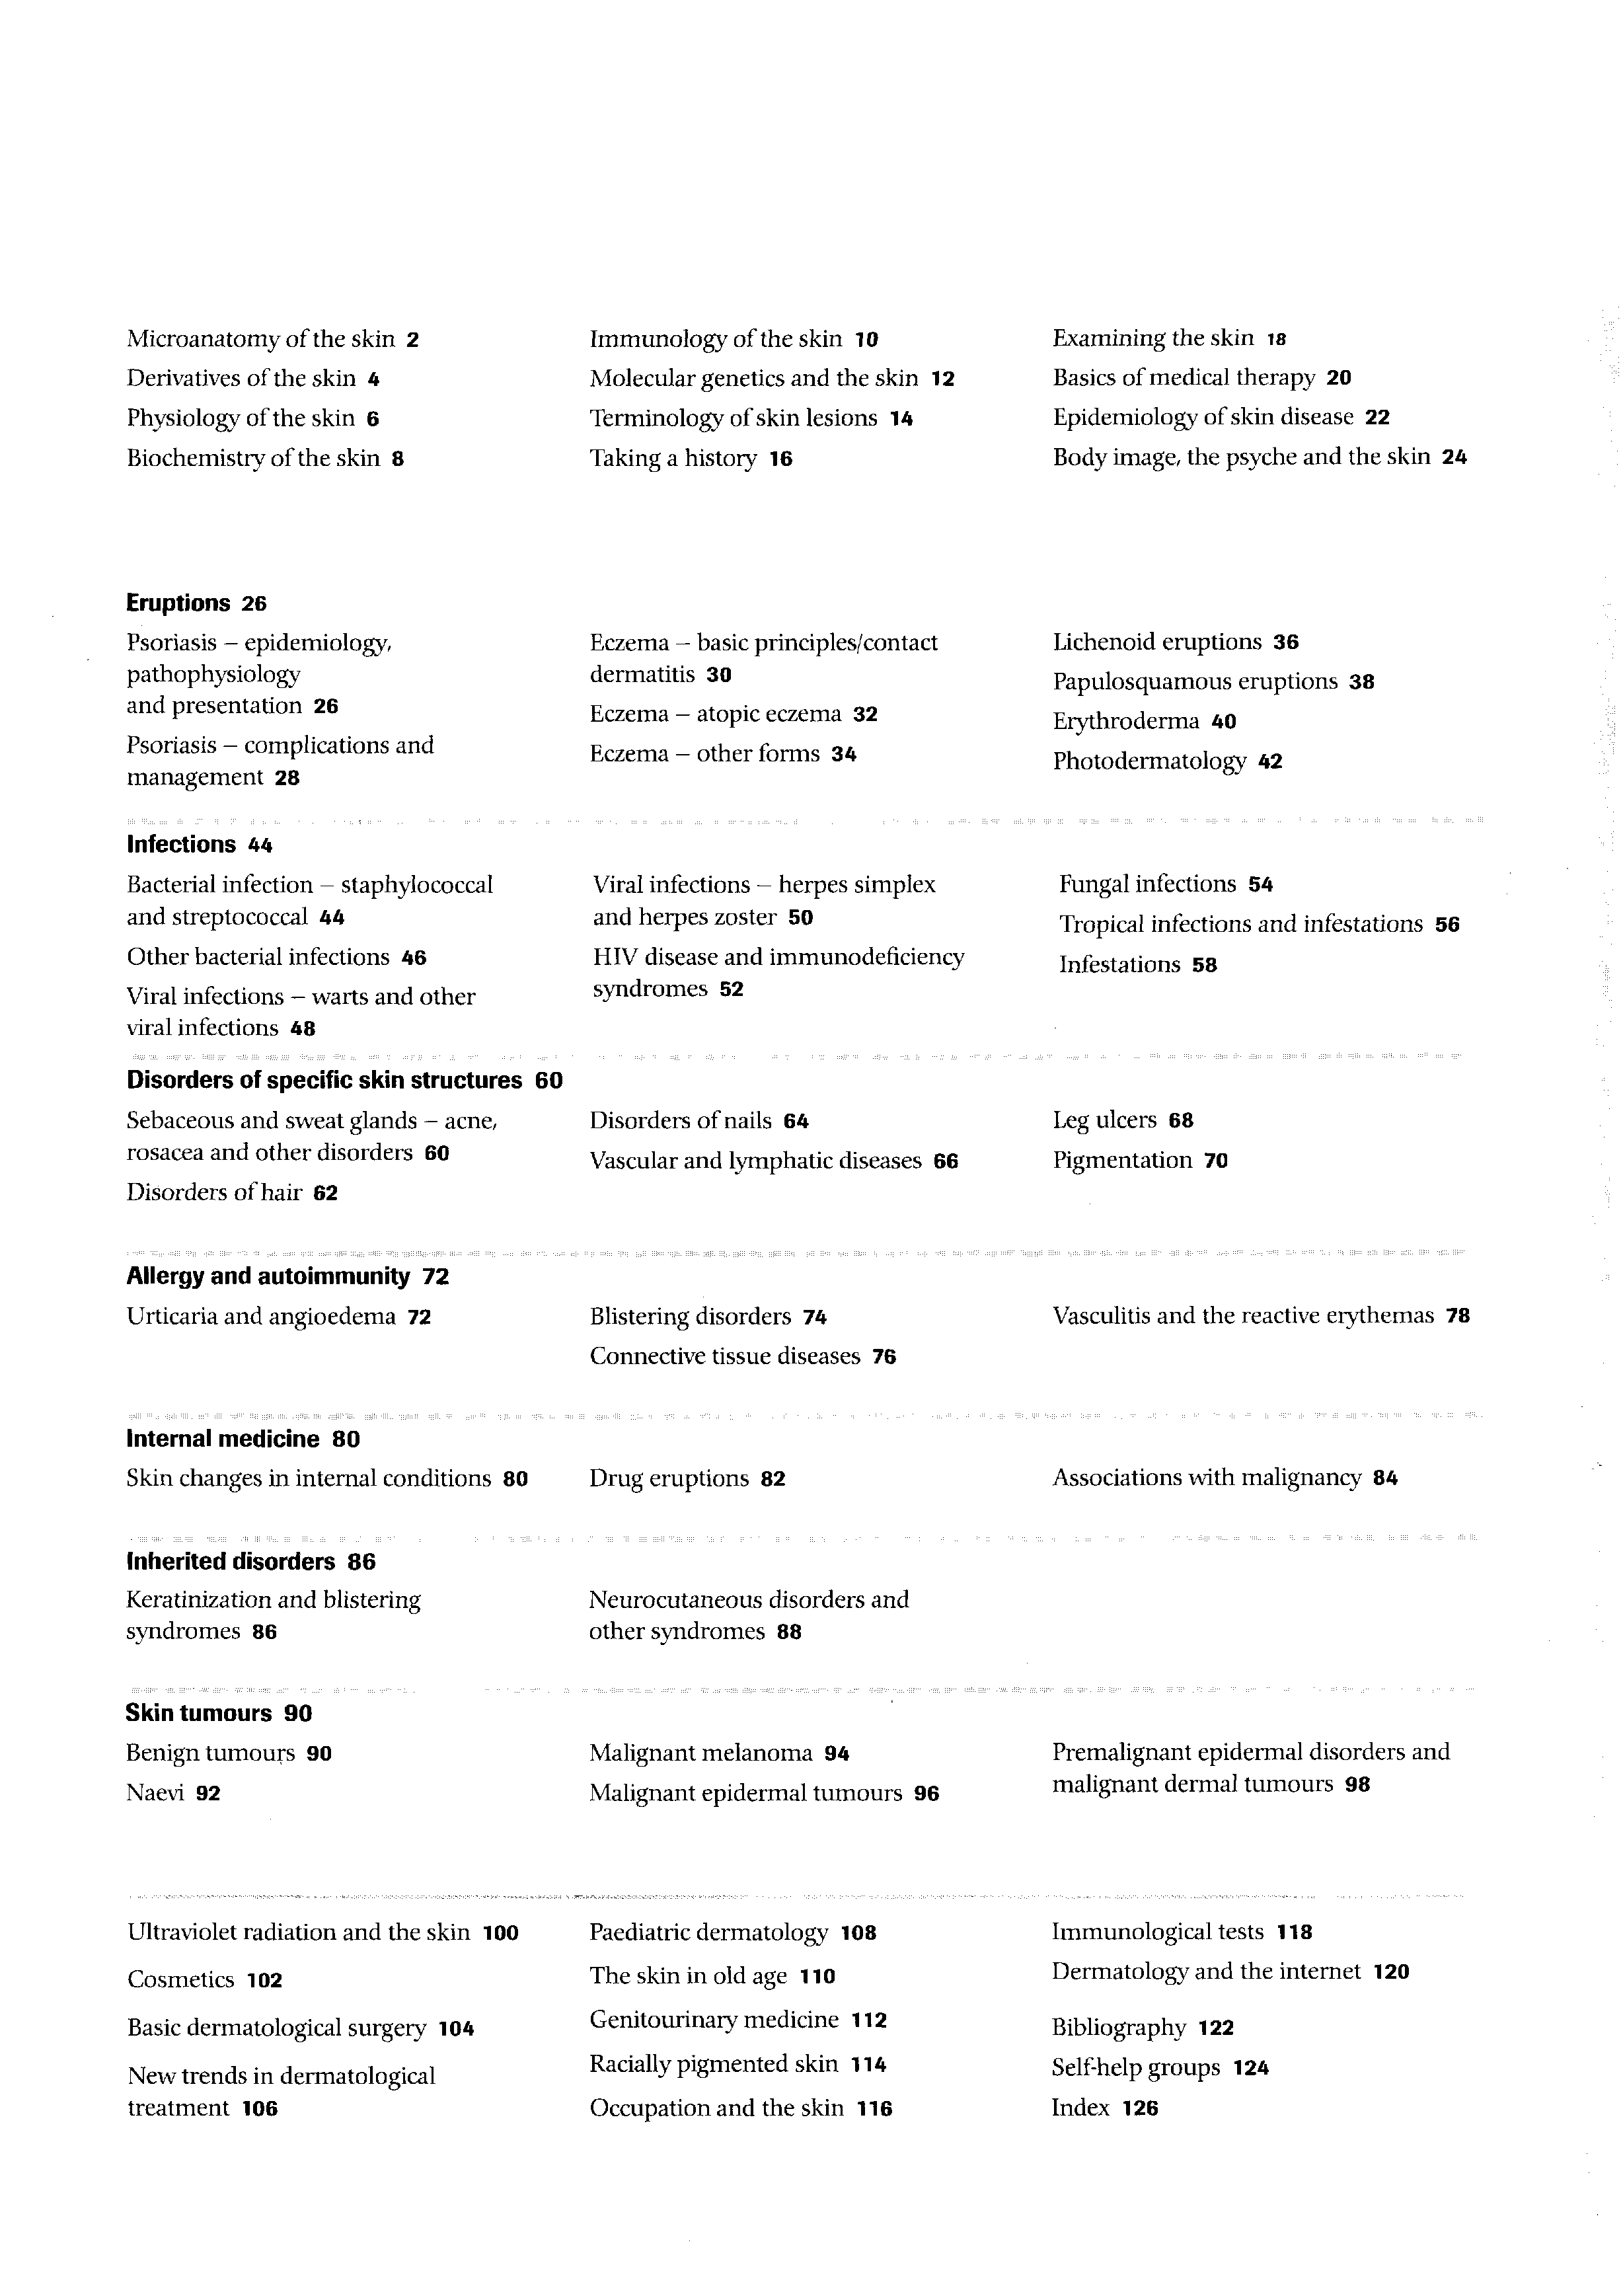 Microanatomy of the skin 2
Derivatives of the skin 4
Physiology of the skin 6
Biochemistry of the skin 8
Immunology of the skin 10
Molecular genetics and the skin 12
Terminology of skin lesions 14
Taking a history 16
Examining the skin 18
Basics of medical therapy 20
Epidemiology of skin disease 22
Body image, the psyche and the skin 24
Eruptions 26
Psoriasis – epidemiology,
pathophysiology
and presentation 26
Psoriasis – complications and
management 28
Eczema – basic principles/contact
dermatitis 30
Eczema – atopic eczema 32
Eczema – other forms 34
Lichenoid eruptions 36
Papulosquamous eruptions 38
Erythroderma 40
Photodermatology 42
Infections 44
Bacterial infection – staphylococcal
and streptococcal 44
Other bacterial infections 46
Viral infections – warts and other
viral infections 48
Viral infections – herpes simplex
and herpes zoster 50
HIV disease and immunodeficiency
syndromes 52
Fungal infections 54
Tropical infections and infestations 56
Infestations 58
Disorders of specific skin structures 60
Sebaceous and sweat glands – acne,
rosacea and other disorders 60
Disorders of hair 62
Disorders of nails 64
Vascular and lymphatic diseases 66
Leg ulcers 68
Pigmentation 70
Allergy and autoimmunity 72
Urticaria and angioedema 72
Blistering disorders 74
Connective tissue diseases 76
Vasculitis and the reactive erythemas 78
Internal medicine 80
Skin changes in internal conditions 80
Drug eruptions 82
Associations with malignancy 84
Inherited disorders 86
Keratinization and blistering
syndromes 86
Neurocutaneous disorders and
other syndromes 88
Skin tumours 90
Benign tumours 90
Naevi 92
Malignant melanoma 94
Malignant epidermal tumours 96
Premalignant epidermal disorders and
malignant dermal tumours 98
Ultraviolet radiation and the skin 100
Cosmetics 102
Basic dermatological surgery 104
New trends in dermatological
treatment 106
Paediatric dermatology 108
The skin in old age 110
Genitourinary medicine 112
Racially pigmented skin 114
Occupation and the skin 116
Immunological tests 118
Dermatology and the internet 120
Bibliography 122
Self-help groups 124
Index 126